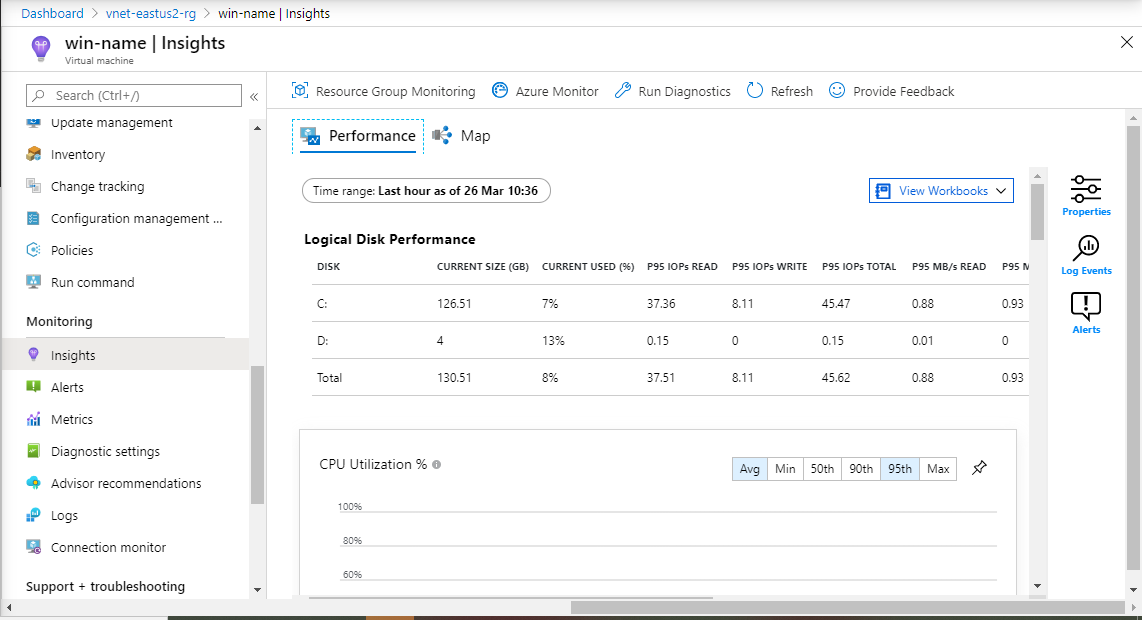 Dashboard > vnet-eastus2-rg > win-name | Insights
win-name | Insights
Virtual machine
Search (Ctrl+/)
«
Update management
Inventory
Change tracking
Configuration management ...
Policies
Run command
Monitoring
Insights
Alerts
Metrics
Diagnostic settings
Advisor recommendations
Logs
Connection monitor
Support + troubleshooting
Resource Group Monitoring Azure Monitor Run Diagnostics Refresh Provide Feedback
Performance Map
Time range: Last hour as of 26 Mar 10:36
View Workbooks
Logical Disk Performance
DISK CURRENT SIZE (GB) CURRENT USED (%) P95 IOPs READ P95 IOPs WRITE P95 IOPs TOTAL P95 MB/s READ P95 M
C: 126.51 7% 37.36 8.11 45.47 0.88 0.93
D: 4 13% 0.15 0 0.15 0.01 0
Total 130.51 8% 37.51 8.11 45.62 0.88 0.93
CPU Utilization %
Avg Min 50th 90th 95th Max
100%
80%
60%
Properties
Log Events
Alerts